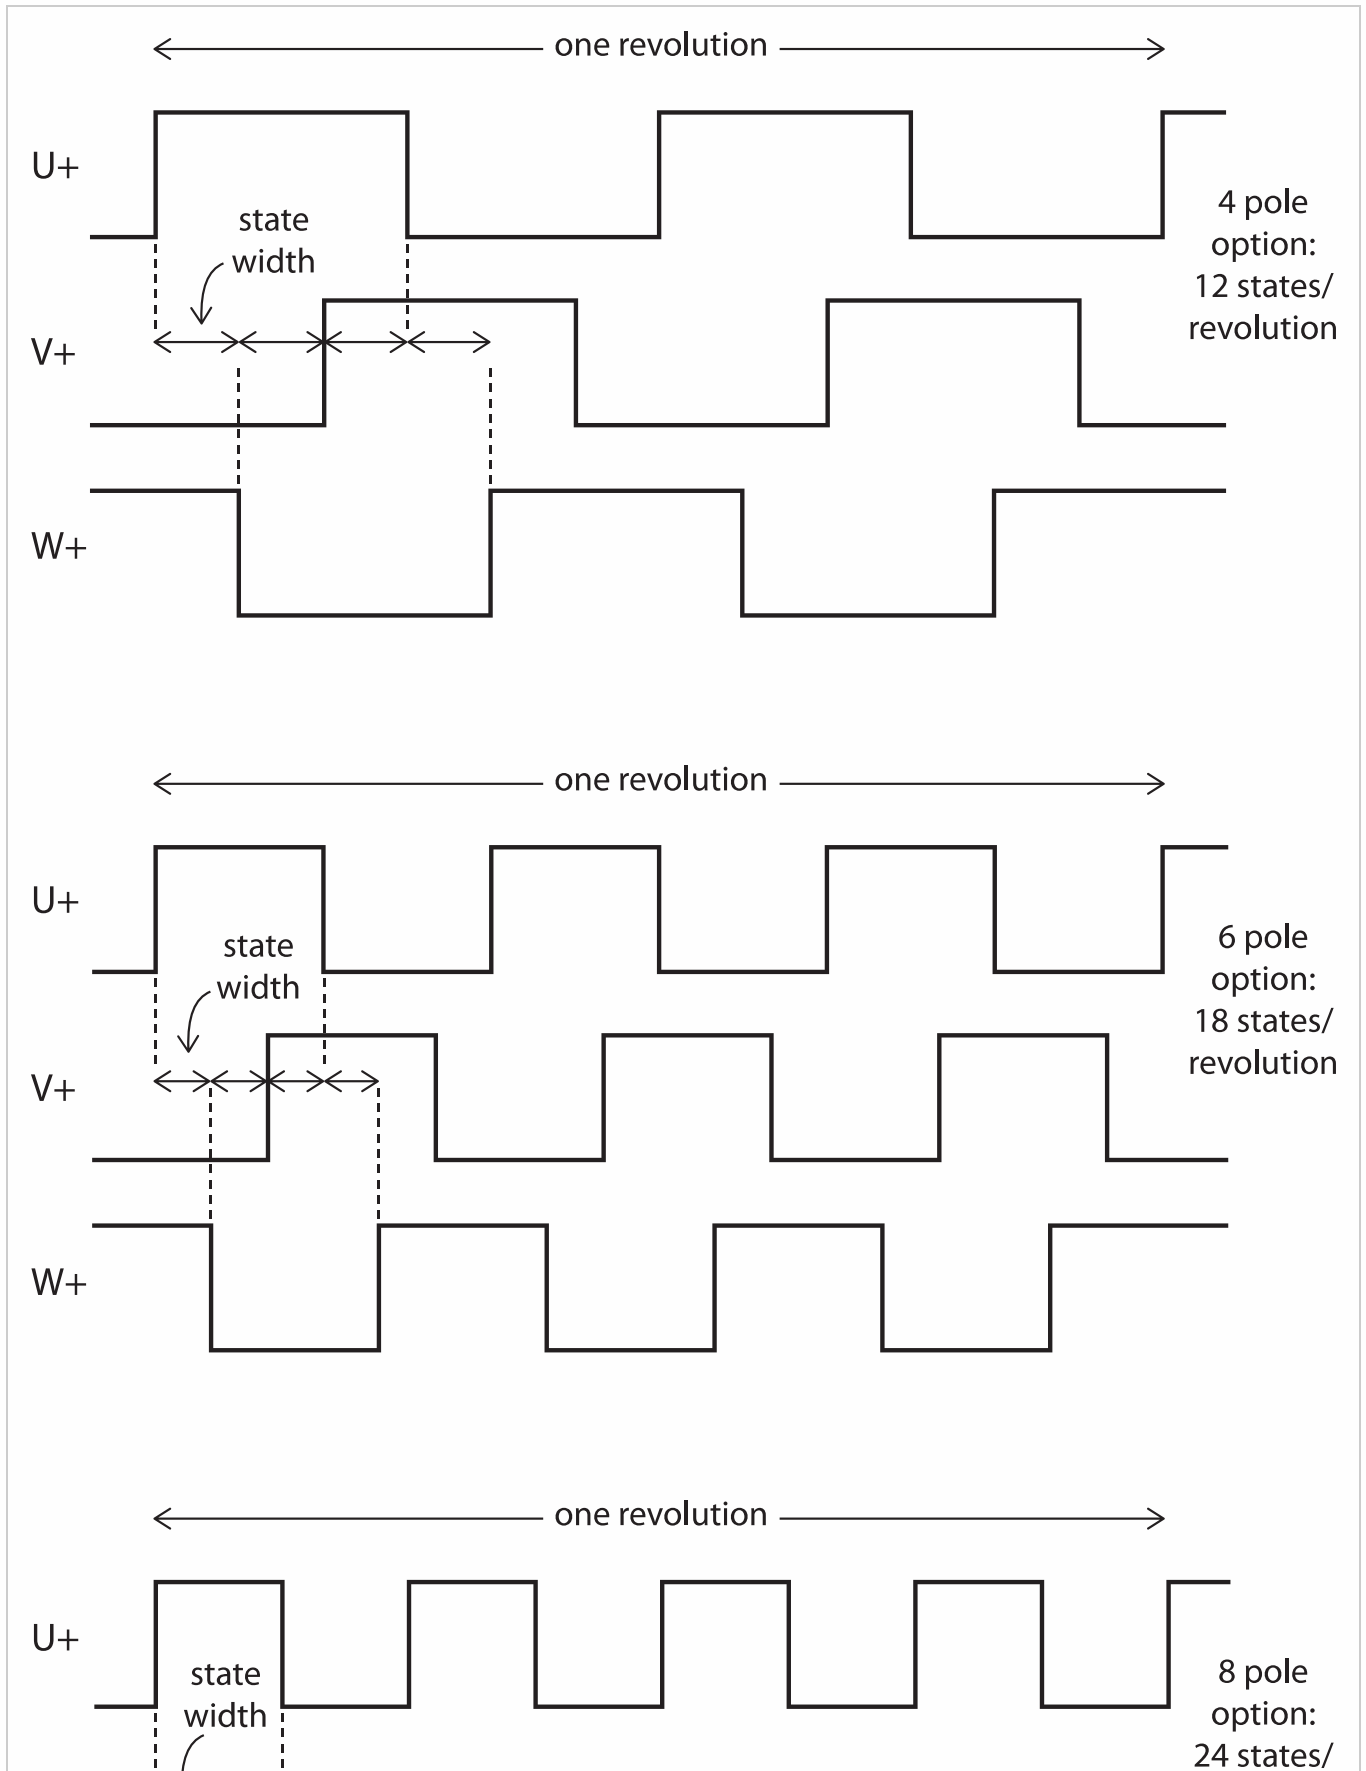 one revolution
U+
state
width
4 pole
option:
12 states/
revolution
V+
W+
one revolution
U+
state
width
6 pole
option:
18 states/
revolution
V+
W+
one revolution
U+
state
width
8 pole
option:
24 states/